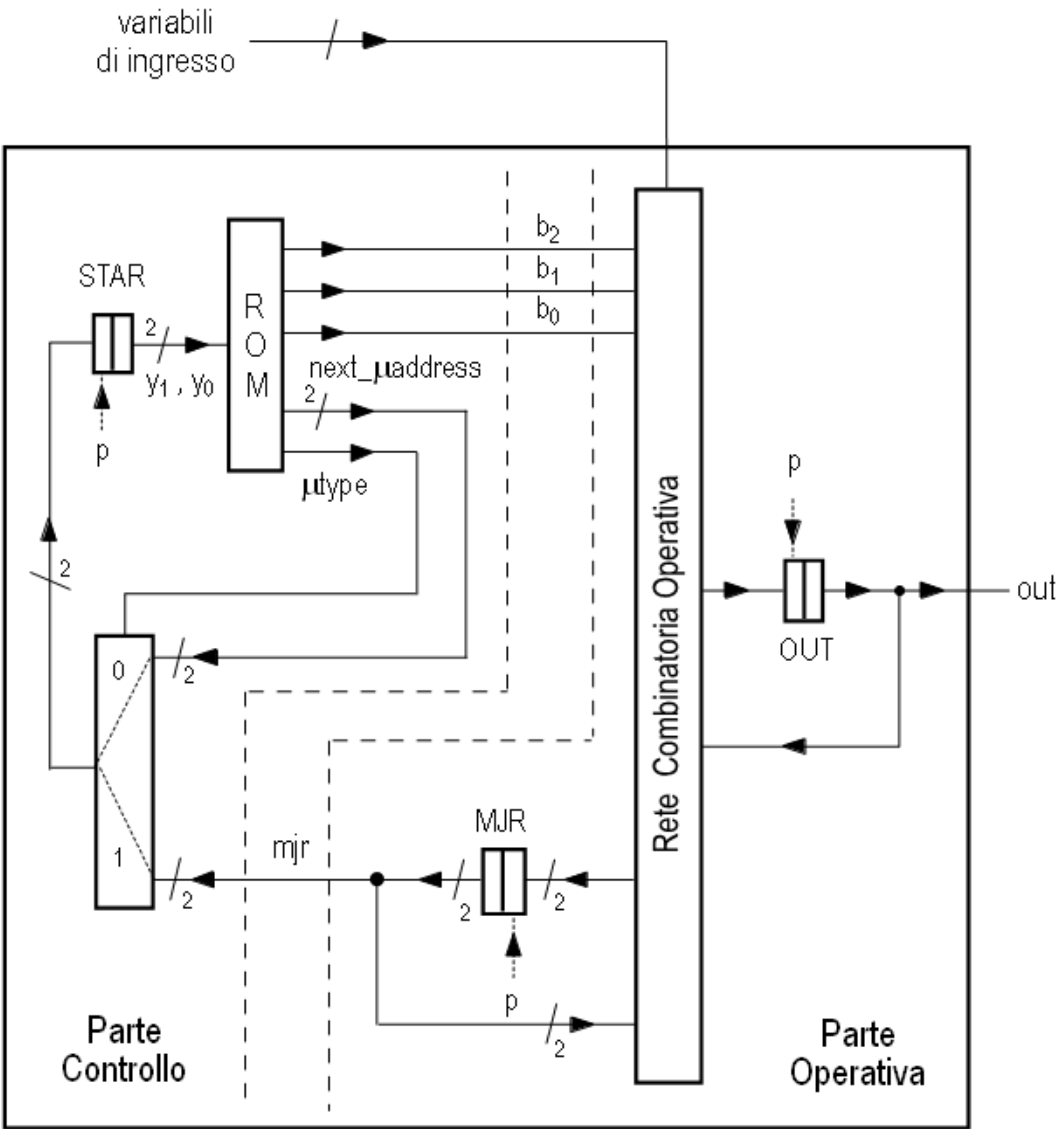 variabili
di ingresso
STAR
2
y1 , y0
p
R
O
M
b2
b1
b0
next_μaddress
2
μtype
2
0
2
1
2
mjr
MJR
2
2
p
2
Rete Combinatoria Operativa
p
OUT
out
Parte
Controllo
Parte
Operativa